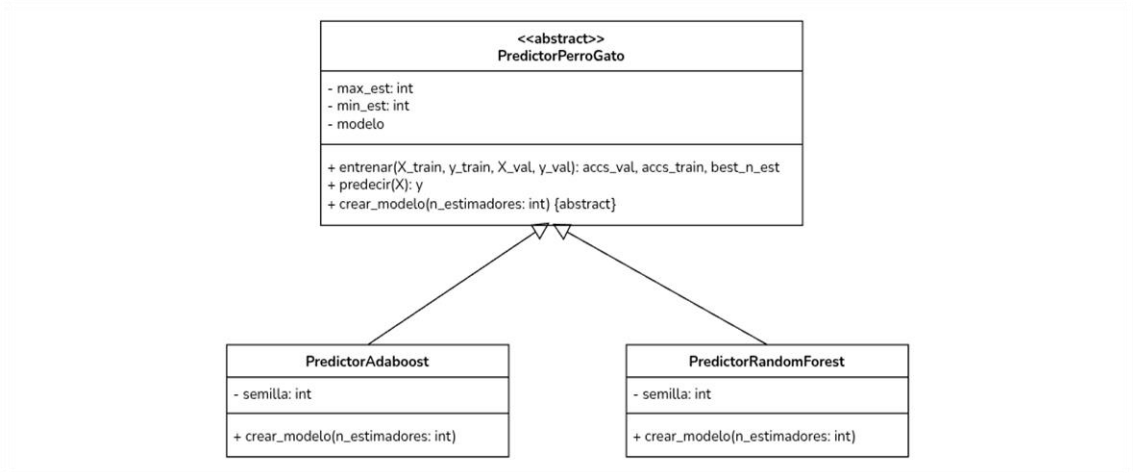 <<abstract>>
PredictorPerroGato
- max_est: int
- min_est: int
- modelo
+ entrenar(X_train, y_train, X_val, y_val): accs_val, accs_train, best_n_est
+ predecir(X): y
+ crear_modelo(n_estimadores: int) {abstract}
PredictorAdaboost
- semilla: int
+ crear_modelo(n_estimadores: int)
PredictorRandomForest
- semilla: int
+ crear_modelo(n_estimadores: int)